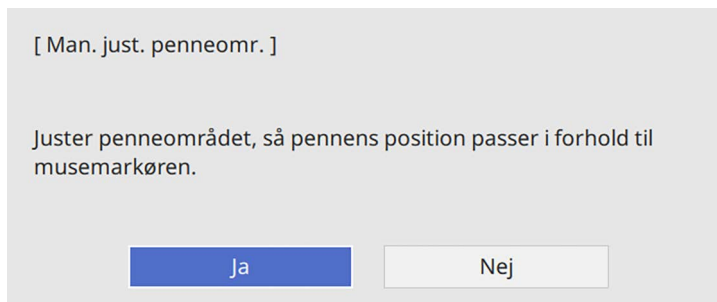 [ Man. just. penneomr. ]
Juster penneområdet, så pennens position passer i forhold til
musemarkøren.
Ja
Nej